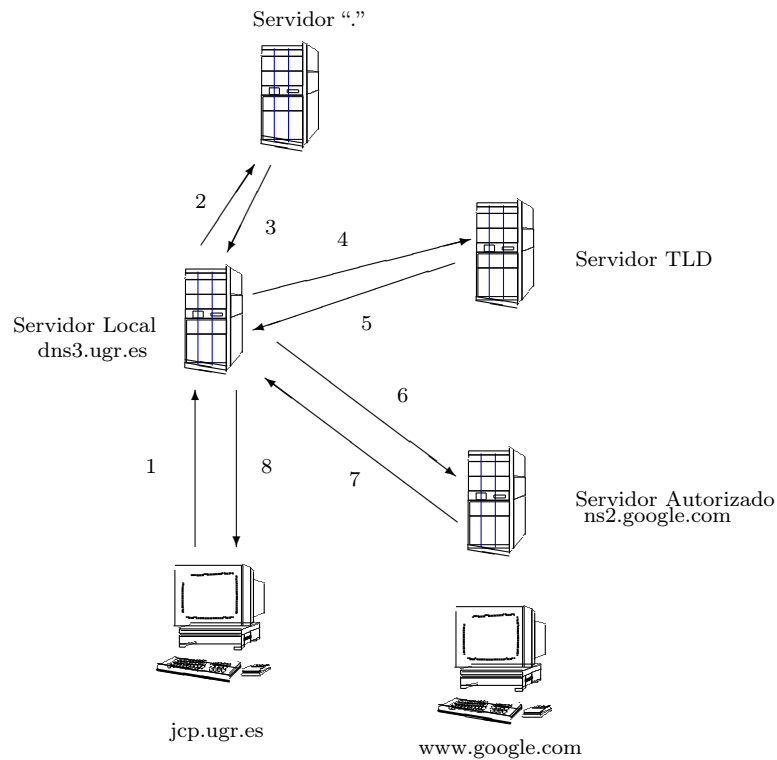 Servidor “.”
2
3
4
Servidor TLD
5
Servidor Local
dns3.ugr.es
6
1
8
7
Servidor Autorizado
ns2.google.com
jcp.ugr.es
www.google.com